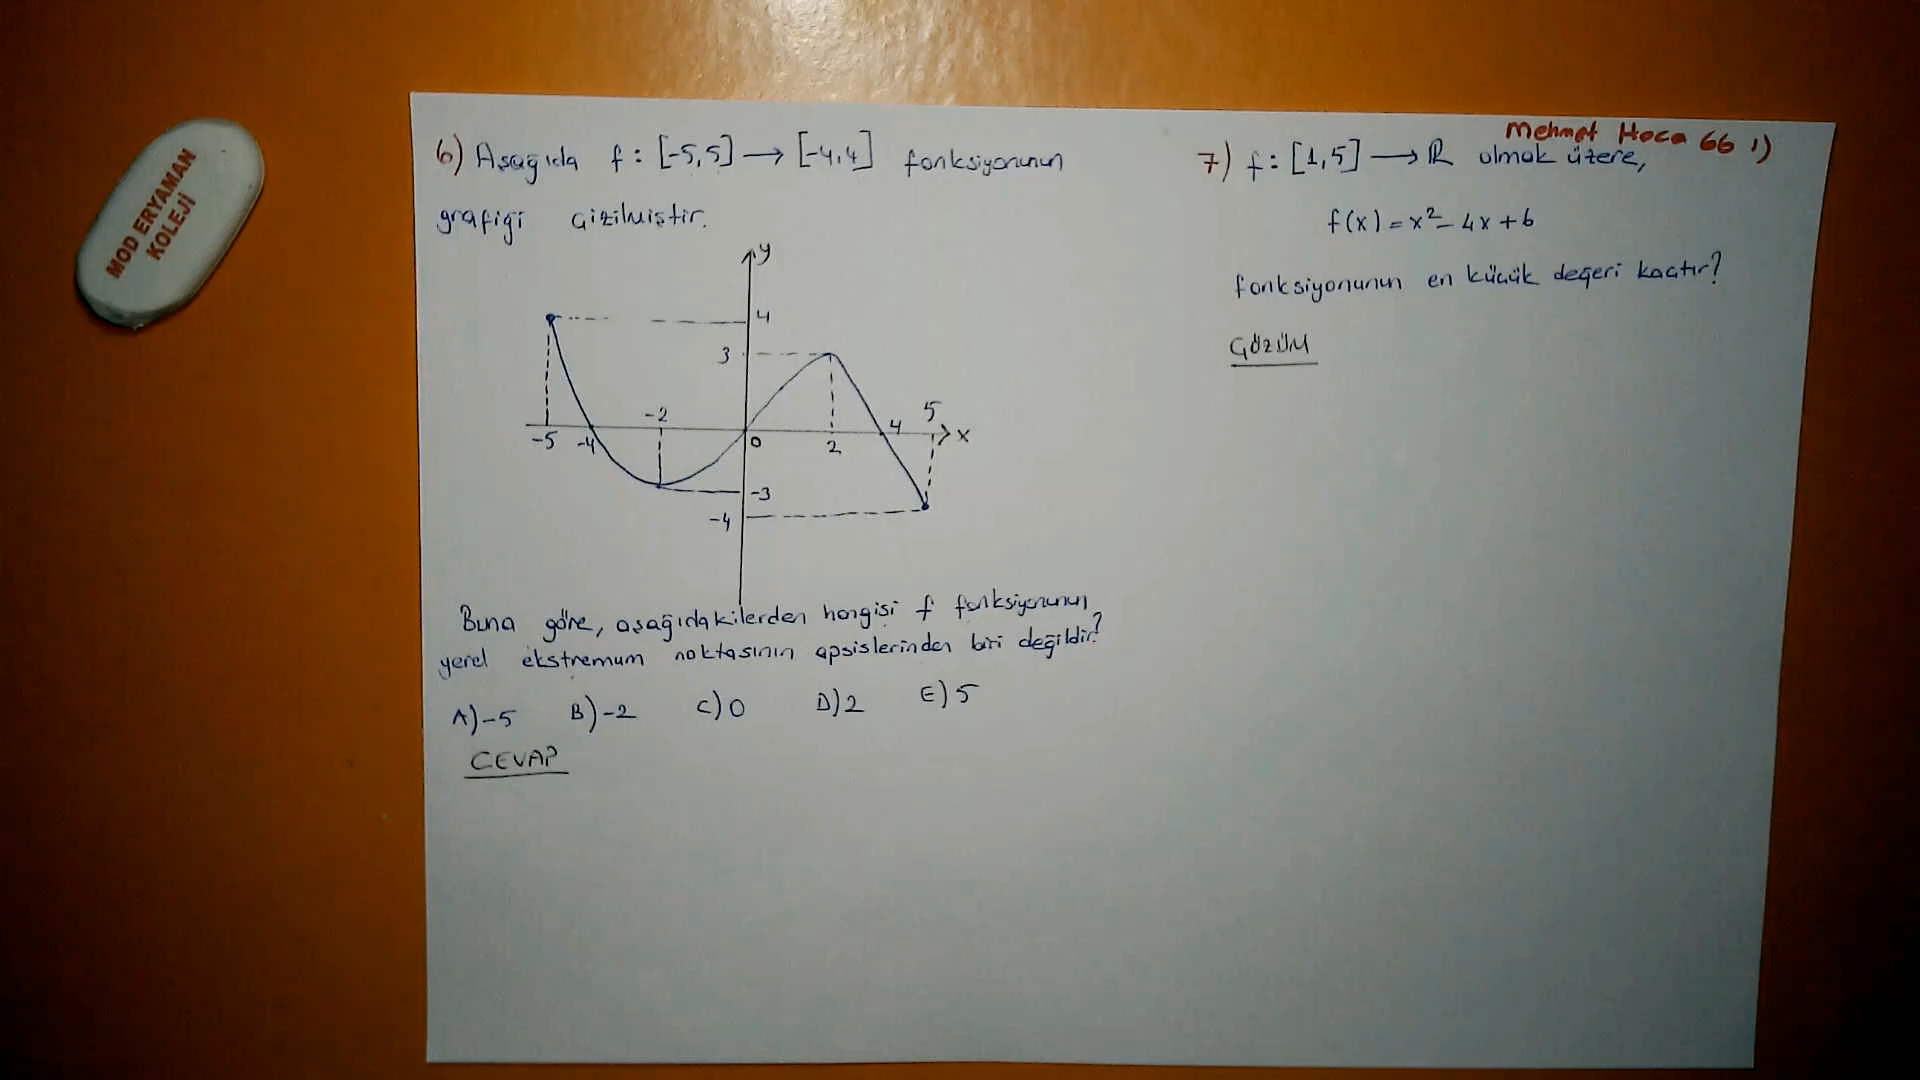 MOD ERYAMAN
KOLEJİ
6) Aşağıda f : [-5,5] → [-4,4] fonksiyonunun
grafiği çizilmiştir.
y
4
3
-2
5
-5 -4 0 2 4 x
-3
-4
Buna göre, aşağıdakilerden hangisi f fonksiyonunun
yerel ekstremum noktasının apsislerinden biri değildir?
A) -5 B) -2 C) 0 D) 2 E) 5
CEVAP
Mehmet Hoca 66 1)
7) f : [1,5] → ℝ olmak üzere,
f(x) = x² - 4x + 6
fonksiyonunun en küçük değeri kaçtır?
ÇÖZÜM